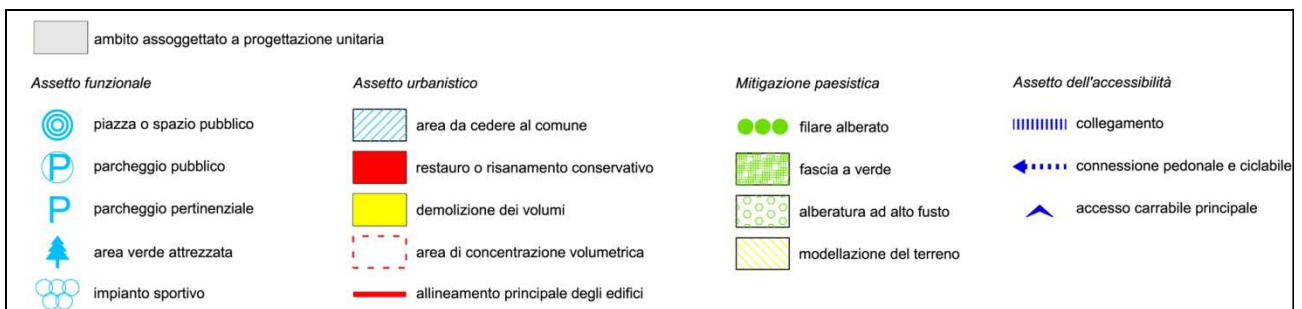 ambito assoggettato a progettazione unitaria
Assetto funzionale
piazza o spazio pubblico
P parcheggio pubblico
P parcheggio pertinenziale
area verde attrezzata
impianto sportivo
Assetto urbanistico
area da cedere al comune
restauro o risanamento conservativo
demolizione dei volumi
area di concentrazione volumetrica
allineamento principale degli edifici
Mitigazione paesistica
filare alberato
fascia a verde
alberatura ad alto fusto
modellazione del terreno
Assetto dell'accessibilità
collegamento
connessione pedonale e ciclabile
accesso carrabile principale